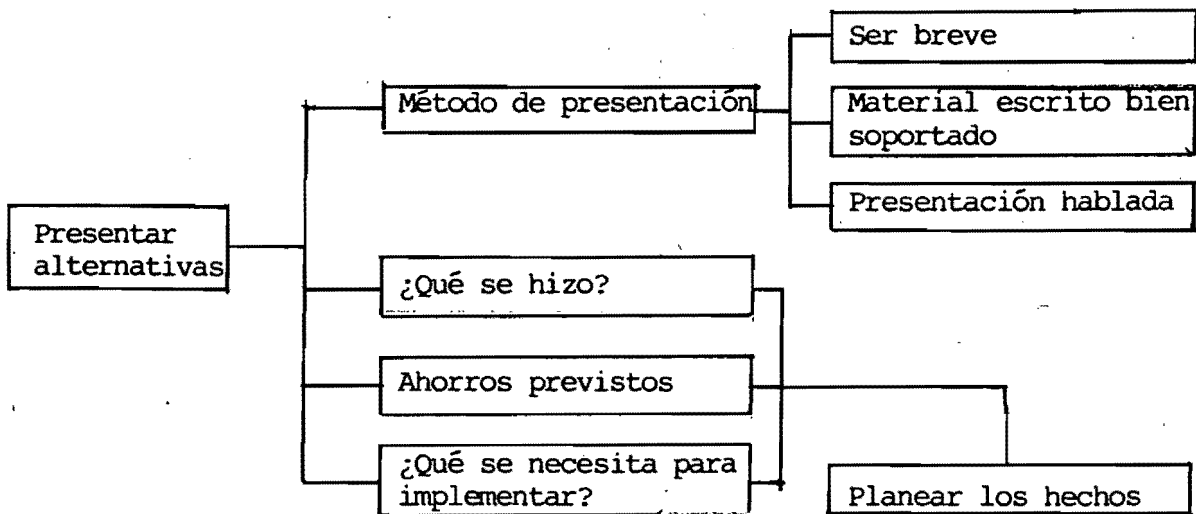 Ser breve
Método de presentación
Material escrito bien
soportado
Presentación hablada
Presentar
alternativas
¿Qué se hizo?
Ahorros previstos
¿Qué se necesita para
implementar?
Planear los hechos